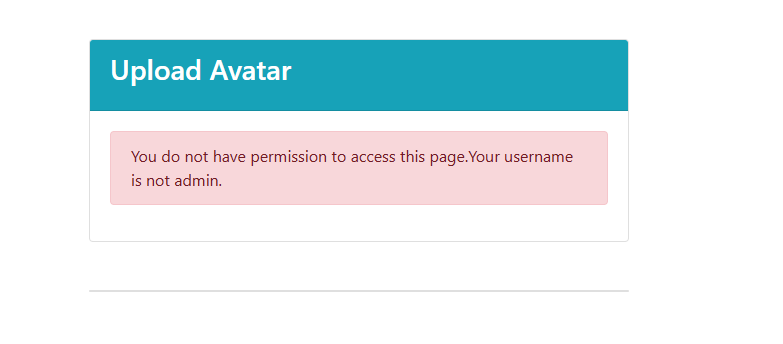 Upload Avatar
You do not have permission to access this page.Your username
is not admin.